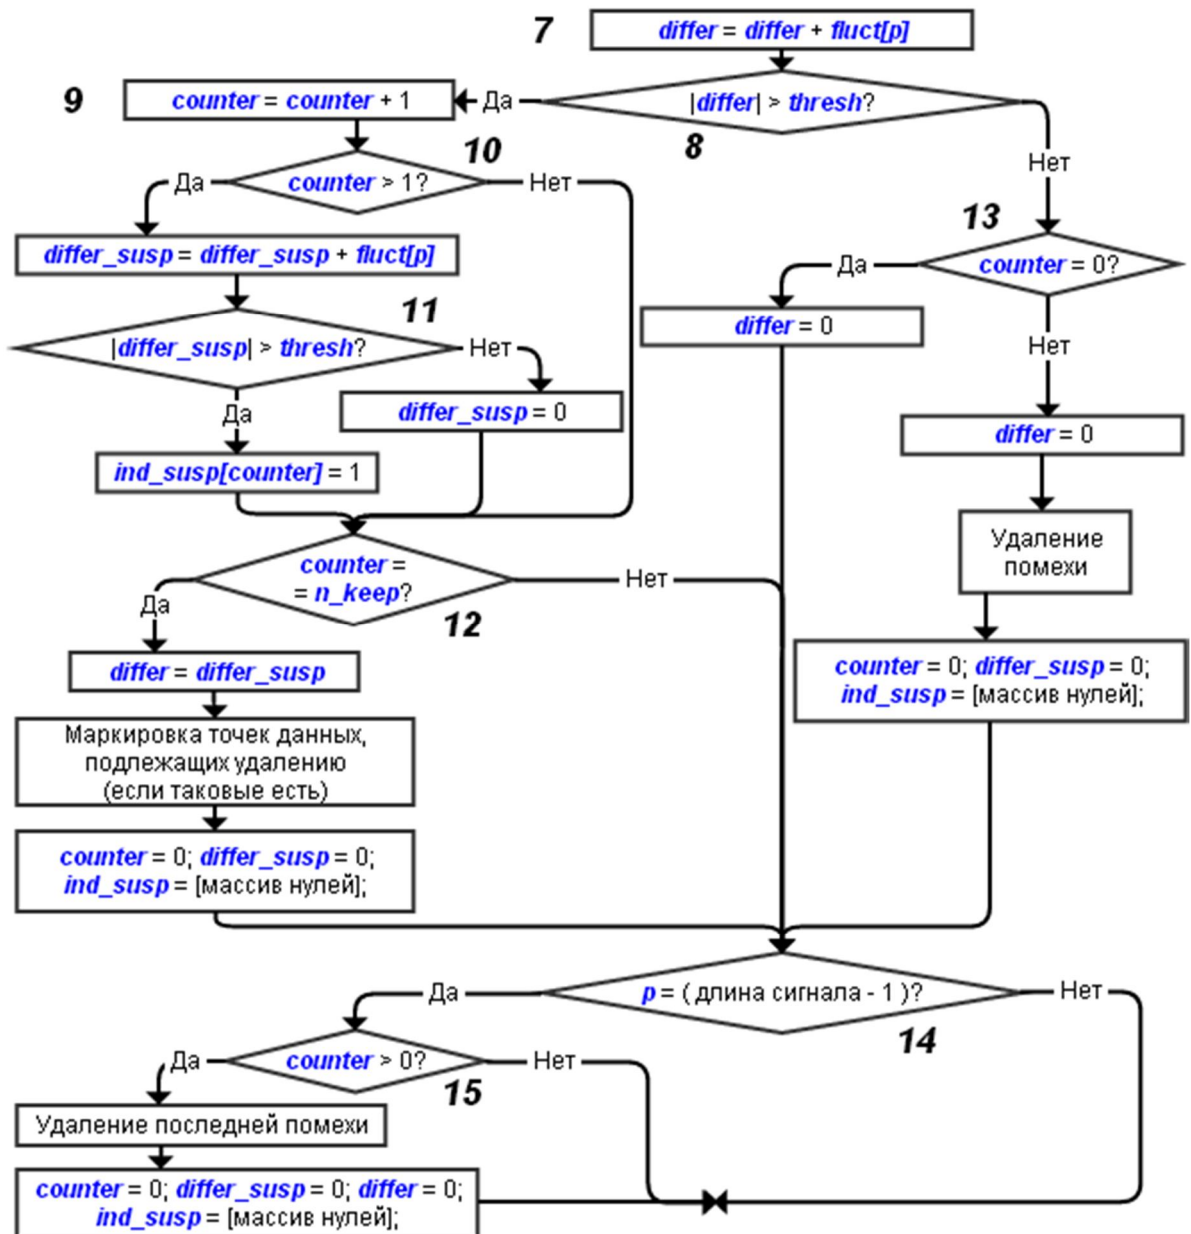 7
differ = differ + fluct[p]
9
counter = counter + 1
Да
|differ| > thresh?
8
10
Нет
Да
counter > 1?
Нет
13
differ_susp = differ_susp + fluct[p]
Да
counter = 0?
11
differ = 0
|differ_susp| > thresh?
Нет
Нет
Да
differ_susp = 0
differ = 0
ind_susp[counter] = 1
Удаление
помехи
counter =
= n_keep?
Нет
Да
12
differ = differ_susp
counter = 0; differ_susp = 0;
ind_susp = [массив нулей];
Маркировка точек данных,
подлежащих удалению
(если таковые есть)
counter = 0; differ_susp = 0;
ind_susp = [массив нулей];
Да
p = ( длина сигнала - 1 )?
Нет
14
Да
counter > 0?
Нет
15
Удаление последней помехи
counter = 0; differ_susp = 0; differ = 0;
ind_susp = [массив нулей];